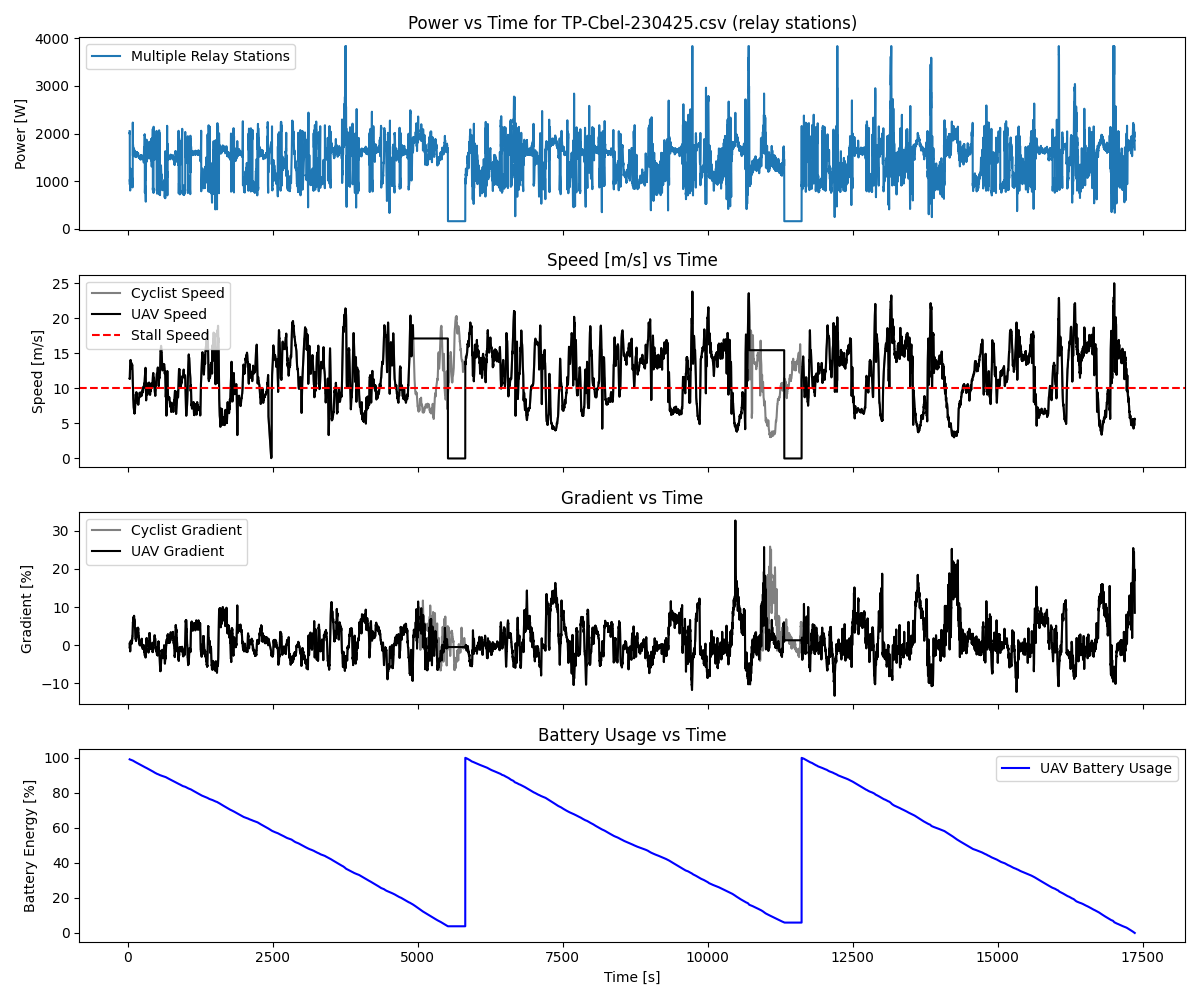 Power vs Time for TP-Cbel-230425.csv (relay stations)
4000
3000
2000
1000
0
Power [W]
Multiple Relay Stations
Speed [m/s] vs Time
25
20
15
10
5
0
Speed [m/s]
Cyclist Speed
UAV Speed
Stall Speed
Gradient vs Time
30
20
10
0
−10
Gradient [%]
Cyclist Gradient
UAV Gradient
Battery Usage vs Time
100
80
60
40
20
0
Battery Energy [%]
UAV Battery Usage
0 2500 5000 7500 10000 12500 15000 17500
Time [s]